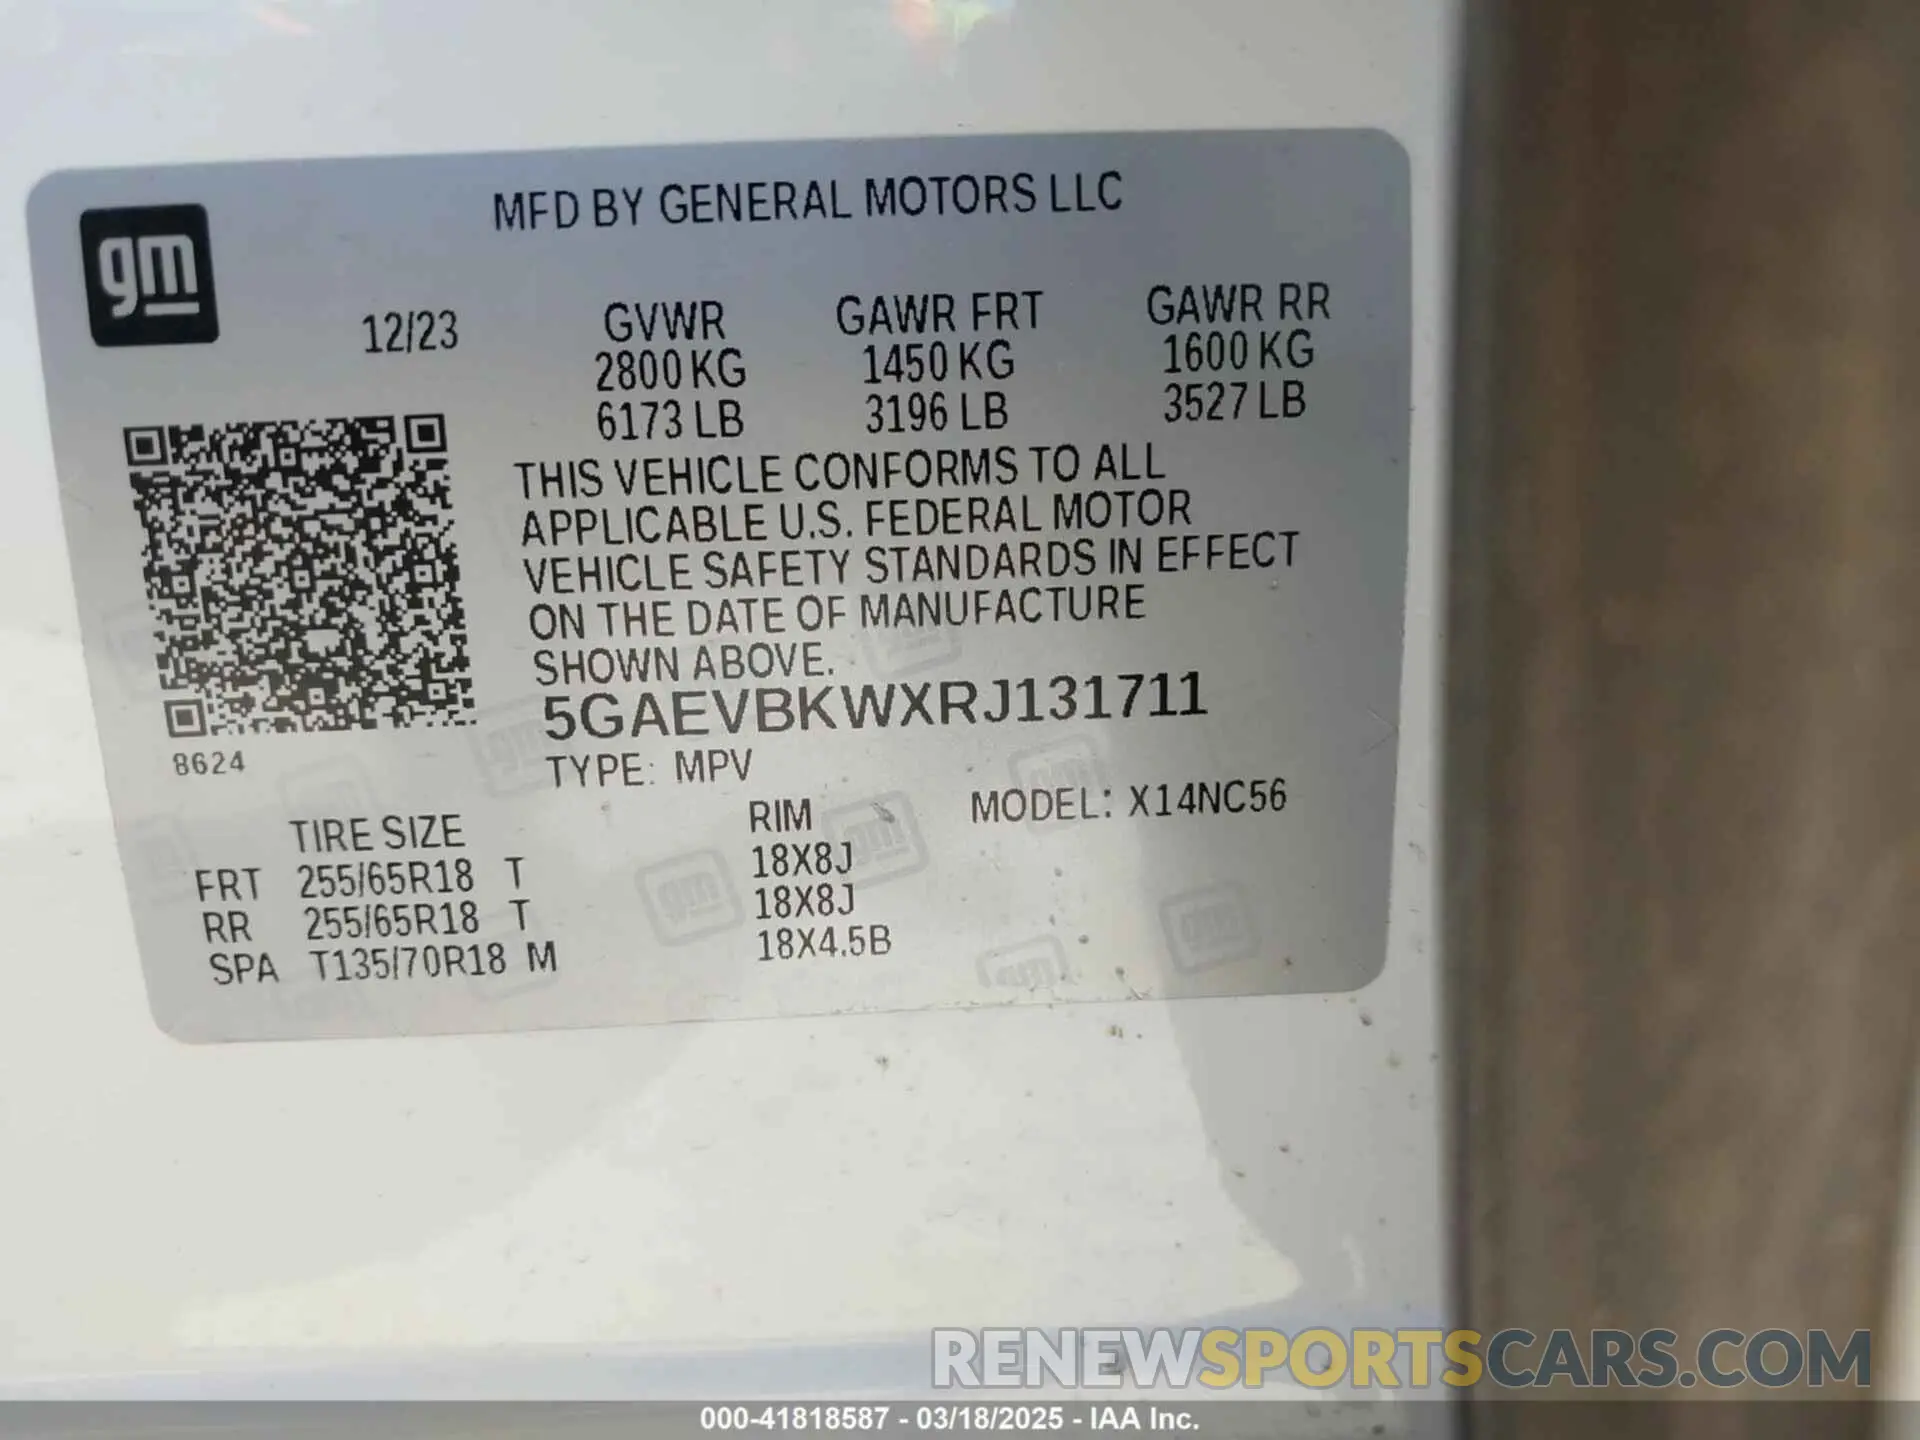 MFD BY GENERAL MOTORS LLC
gm
12/23
GVWR GAWR FRT GAWR RR
2800 KG 1450 KG 1600 KG
6173 LB 3196 LB 3527 LB
THIS VEHICLE CONFORMS TO ALL
APPLICABLE U.S. FEDERAL MOTOR
VEHICLE SAFETY STANDARDS IN EFFECT
ON THE DATE OF MANUFACTURE
SHOWN ABOVE.
5GAEVBKWXRJ131711
8624
TYPE: MPV
MODEL: X14NC56
TIRE SIZE RIM
FRT 255/65R18 T 18X8J
RR 255/65R18 T 18X8J
SPA T135/70R18 M 18X4.5B
RENEWSPORTSCARS.COM
000-41818587 - 03/18/2025 - IAA Inc.